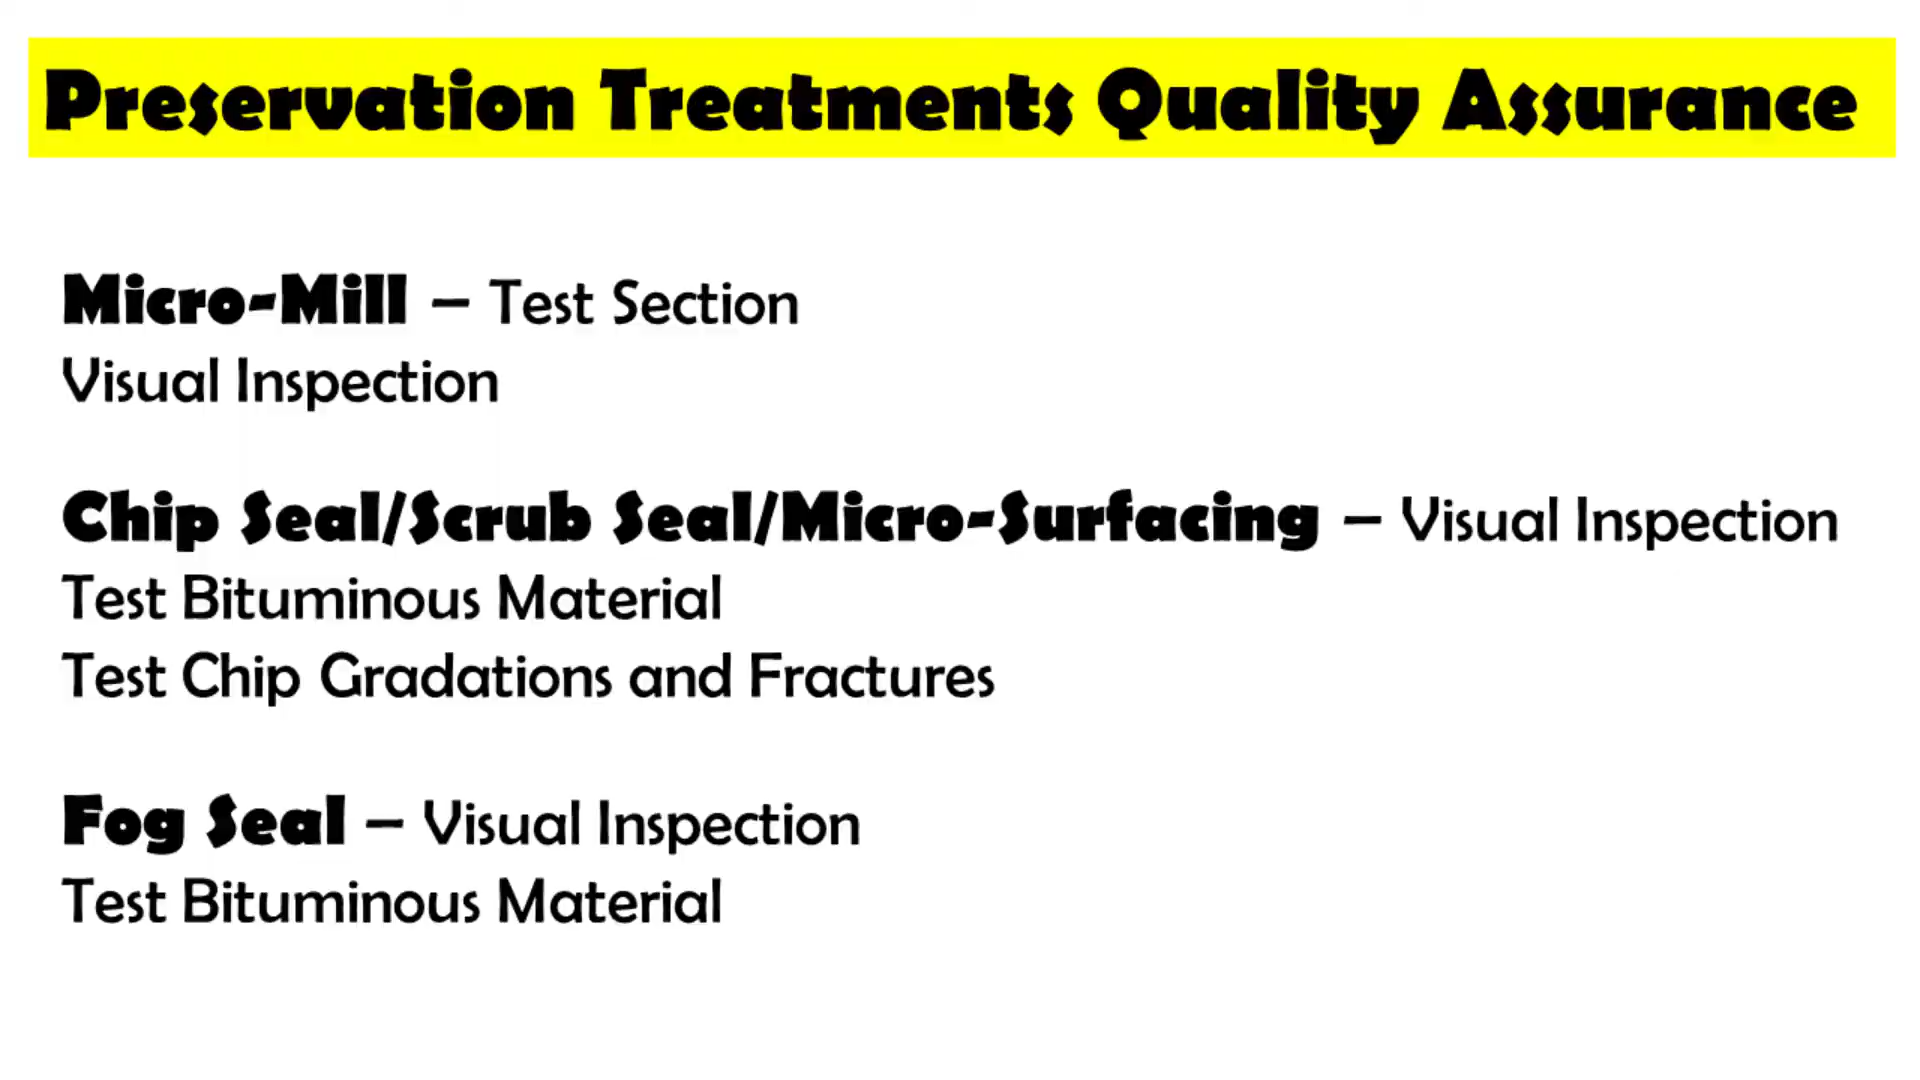 Preservation Treatments Quality Assurance
Micro-Mill – Test Section
Visual Inspection
Chip Seal/Scrub Seal/Micro-Surfacing – Visual Inspection
Test Bituminous Material
Test Chip Gradations and Fractures
Fog Seal – Visual Inspection
Test Bituminous Material